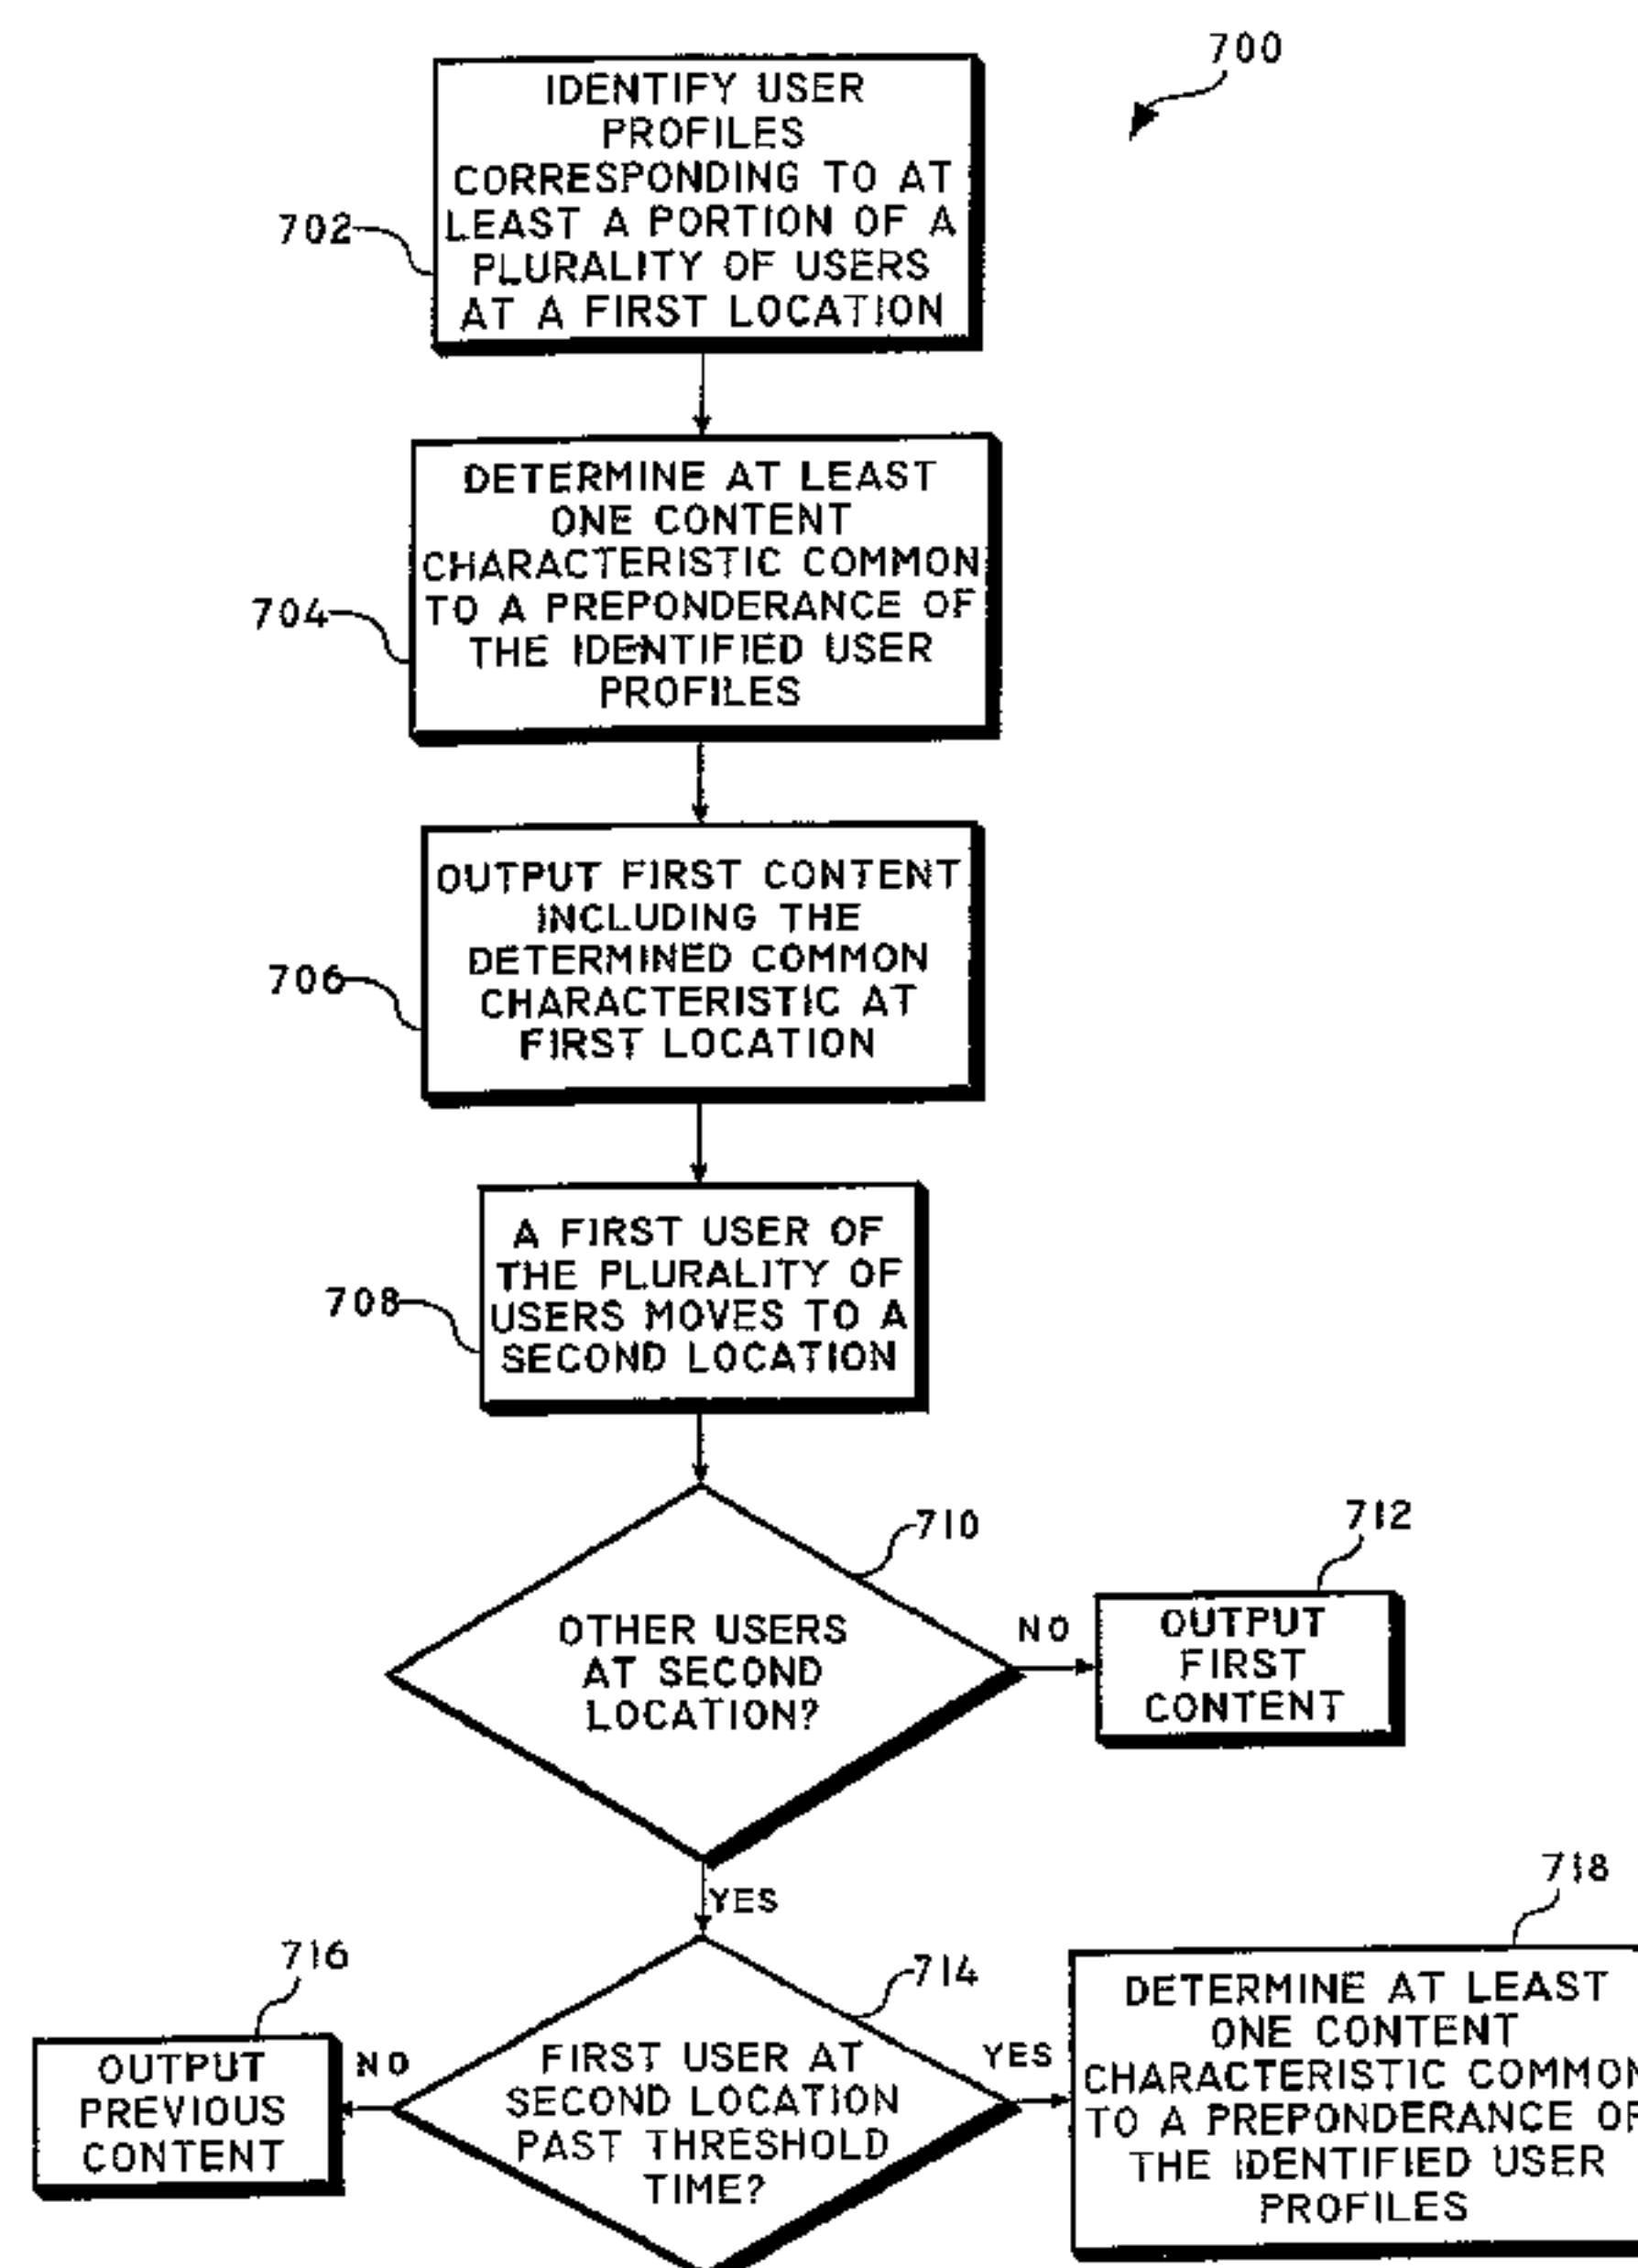 700
IDENTIFY USER
PROFILES
CORRESPONDING TO AT
LEAST A PORTION OF A
PLURALITY OF USERS
AT A FIRST LOCATION
702
DETERMINE AT LEAST
ONE CONTENT
CHARACTERISTIC COMMON
TO A PREPONDERANCE OF
THE IDENTIFIED USER
PROFILES
704
OUTPUT FIRST CONTENT
INCLUDING THE
DETERMINED COMMON
CHARACTERISTIC AT
FIRST LOCATION
706
A FIRST USER OF
THE PLURALITY OF
USERS MOVES TO A
SECOND LOCATION
708
710
OTHER USERS
AT SECOND
LOCATION?
NO
712
OUTPUT
FIRST
CONTENT
YES
714
FIRST USER AT
SECOND LOCATION
PAST THRESHOLD
TIME?
NO
716
OUTPUT
PREVIOUS
CONTENT
YES
718
DETERMINE AT LEAST
ONE CONTENT
CHARACTERISTIC COMMON
TO A PREPONDERANCE OF
THE IDENTIFIED USER
PROFILES